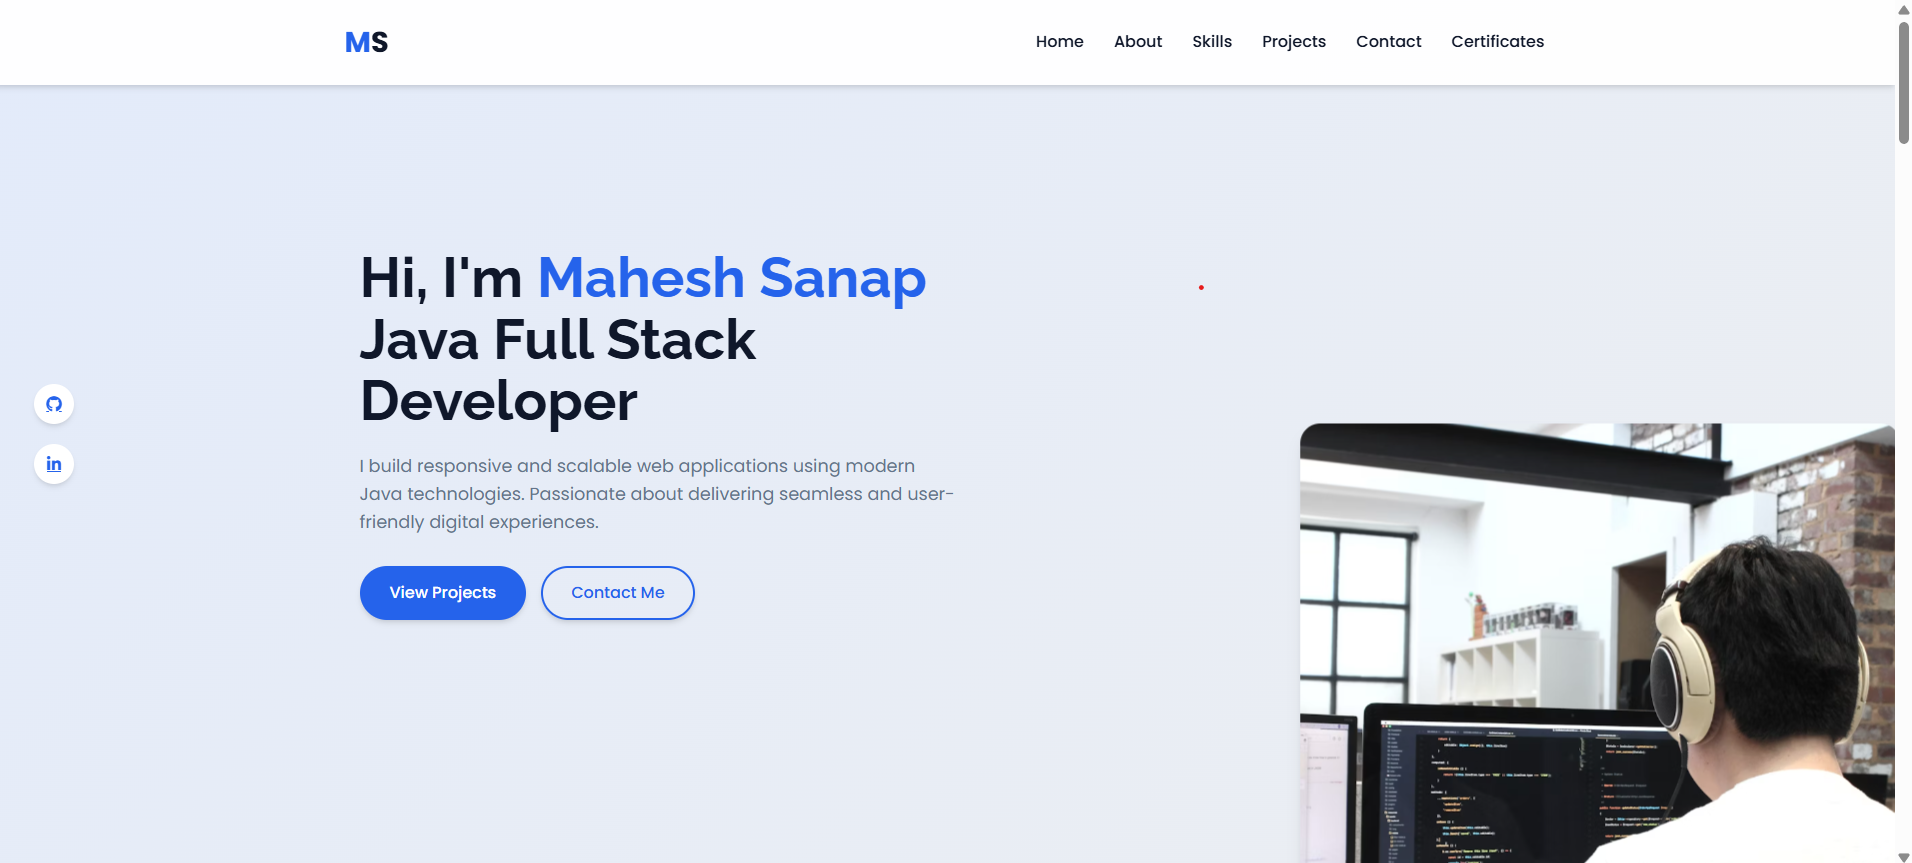 MS
Home About Skills Projects Contact Certificates
Hi, I'm Mahesh Sanap
Java Full Stack
Developer
I build responsive and scalable web applications using modern
Java technologies. Passionate about delivering seamless and user-
friendly digital experiences.
View Projects Contact Me
in